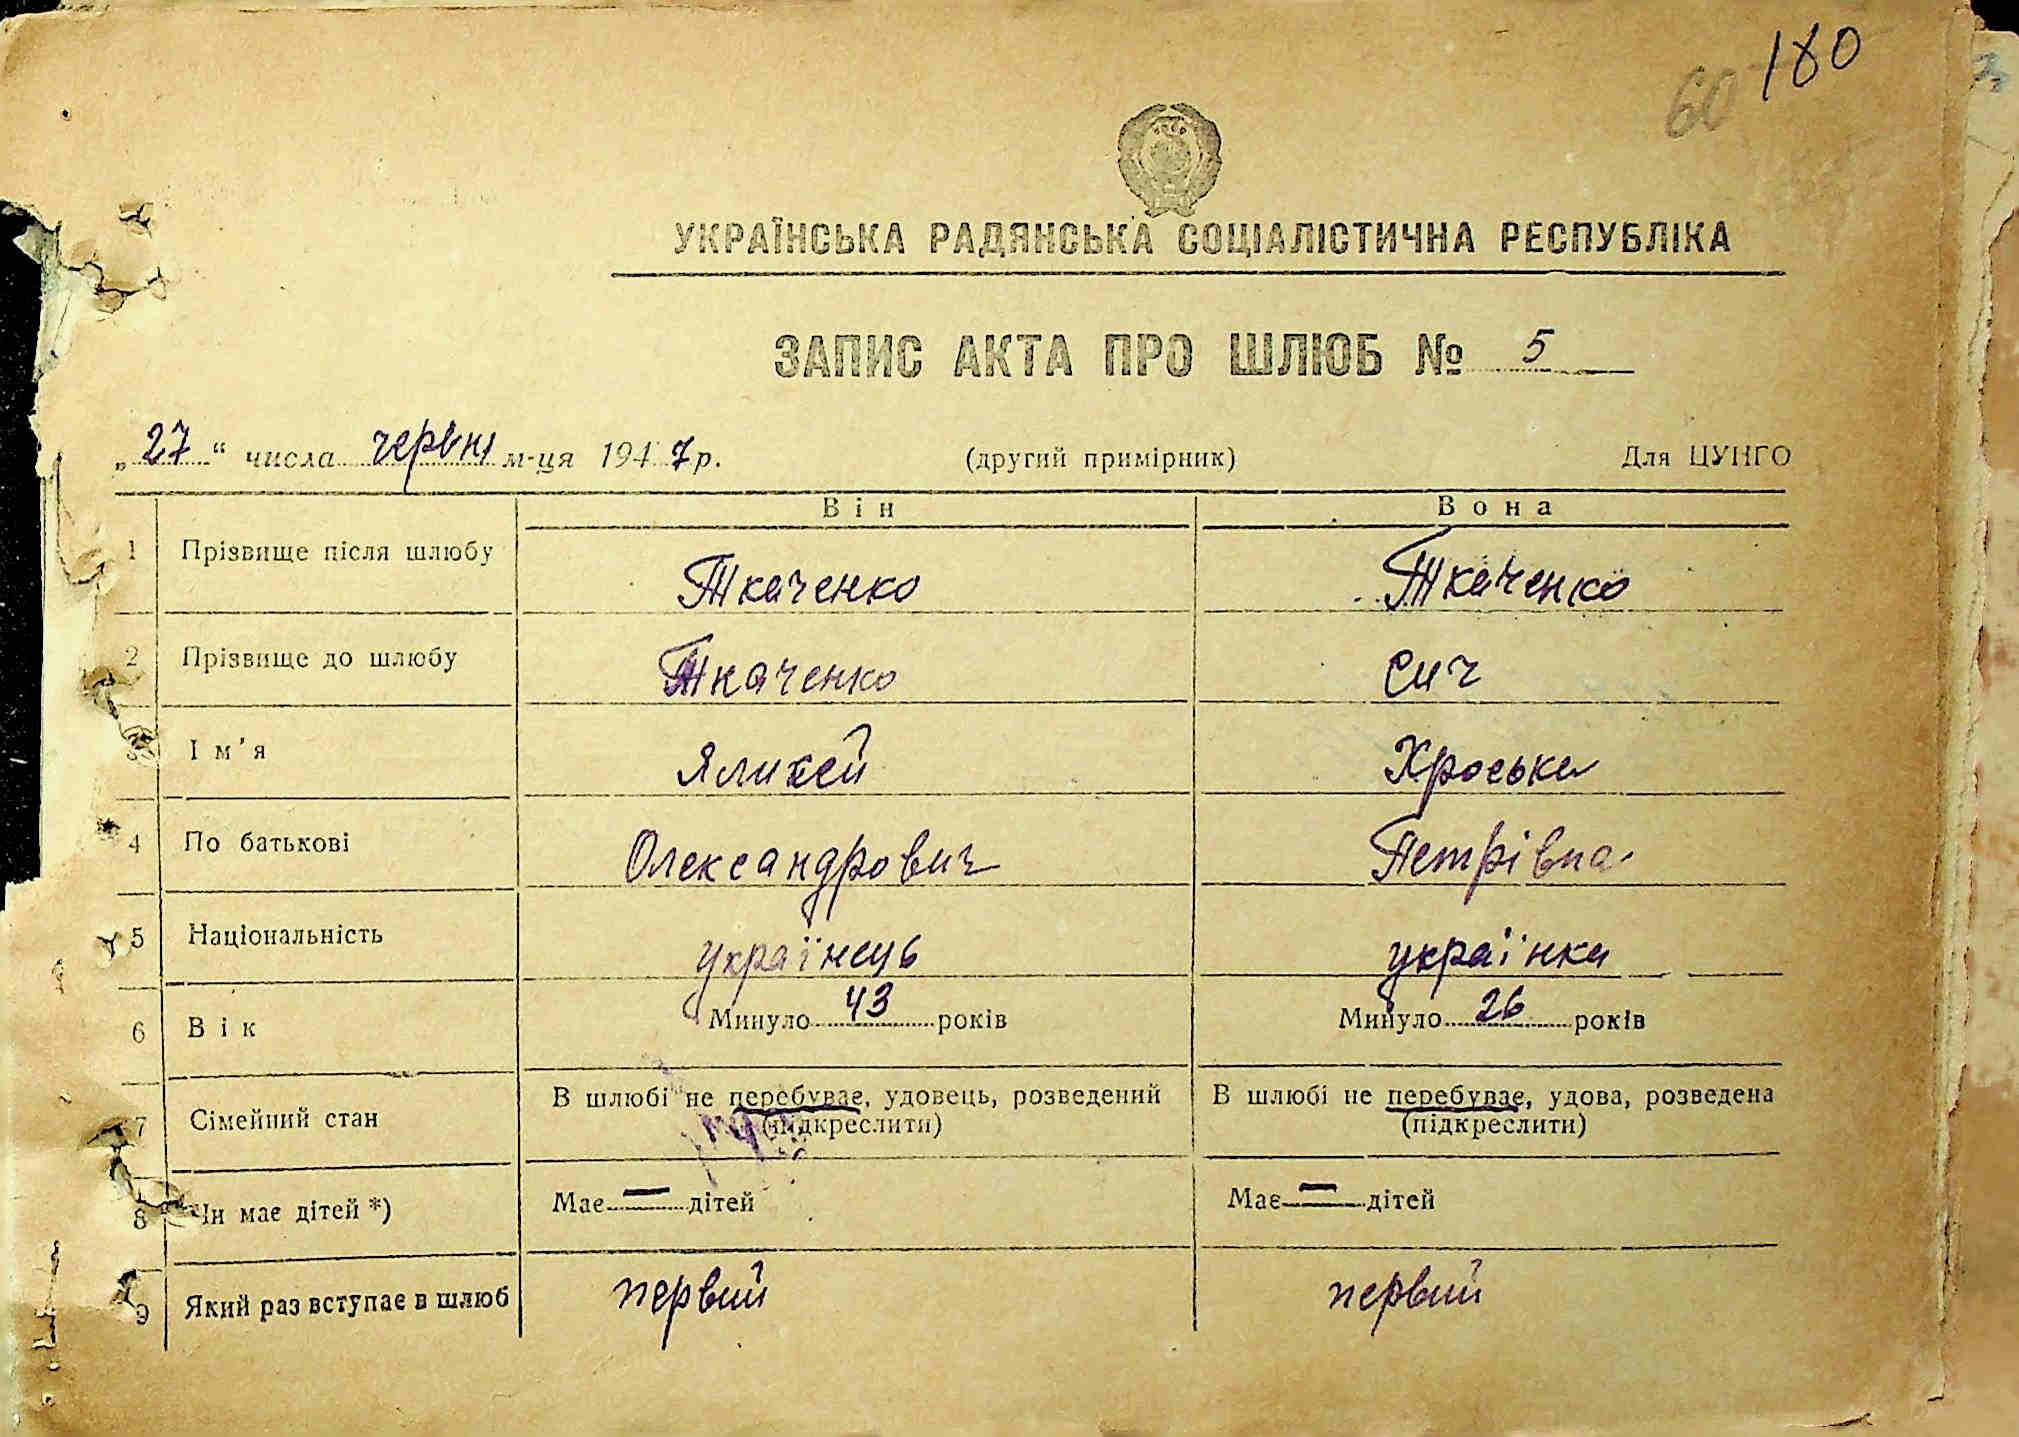 180
60
УКРАЇНСЬКА РАДЯНСЬКА СОЦІАЛІСТИЧНА РЕСПУБЛІКА
ЗАПИС АКТА ПРО ШЛЮБ № 5
„27“ числа червня м-ця 1947 р. (другий примірник) Для ЦУНГО
Він Вона
1 Прізвище після шлюбу Ткаченко Ткаченко
2 Прізвище до шлюбу Ткаченко Сич
3 Ім'я Яликей Хроська
4 По батькові Олександрович Петрівна
5 Національність українець українка
6 Вік Минуло 43 років Минуло 26 років
7 Сімейний стан В шлюбі не перебуває, удовець, розведений (підкреслити) В шлюбі не перебуває, удова, розведена (підкреслити)
8 Чи має дітей *) Має — дітей Має — дітей
9 Який раз вступає в шлюб первий первий